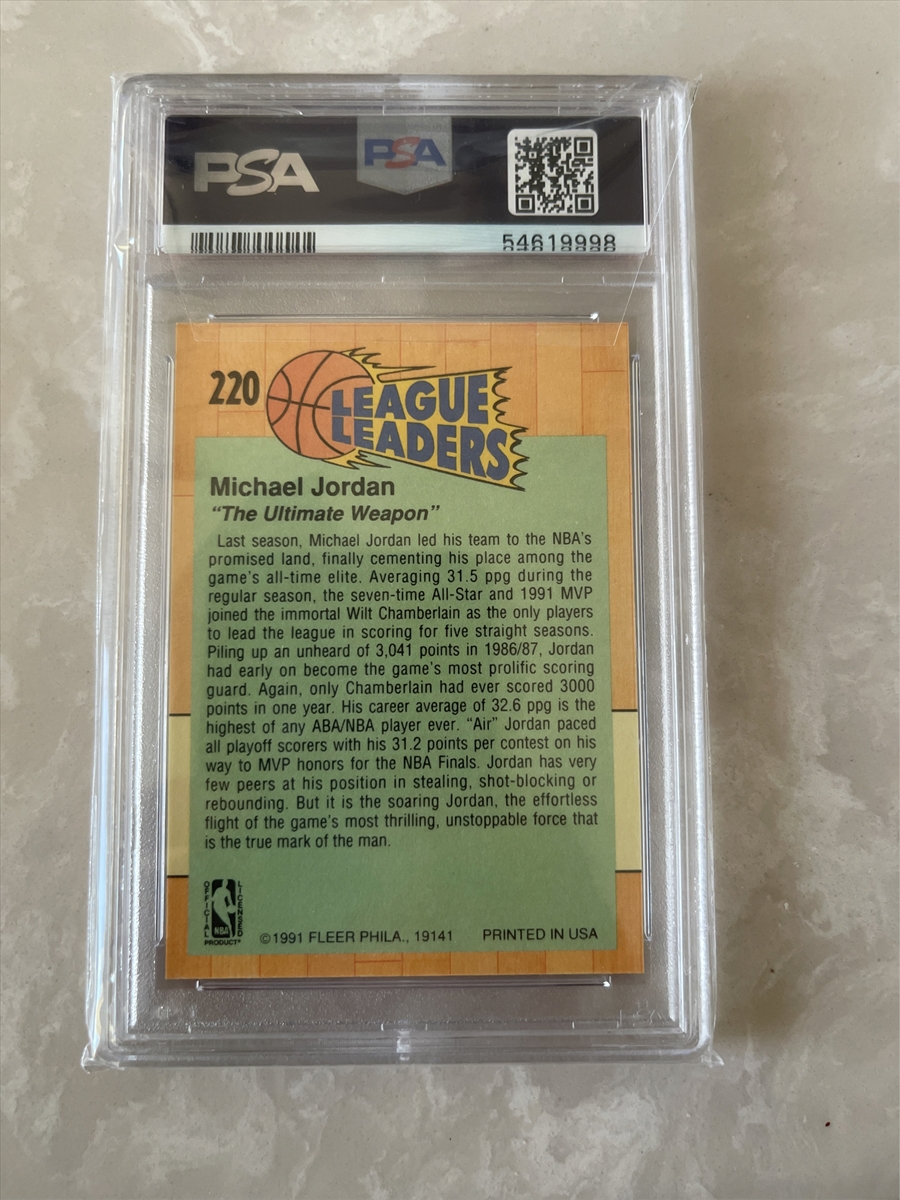 PSA
PSA
54619998
220
LEAGUE
LEADERS
Michael Jordan
“The Ultimate Weapon”
Last season, Michael Jordan led his team to the NBA’s
promised land, finally cementing his place among the
game’s all-time elite. Averaging 31.5 ppg during the
regular season, the seven-time All-Star and 1991 MVP
joined the immortal Wilt Chamberlain as the only players
to lead the league in scoring for five straight seasons.
Piling up an unheard of 3,041 points in 1986/87, Jordan
had early on become the game’s most prolific scoring
guard. Again, only Chamberlain had ever scored 3000
points in one year. His career average of 32.6 ppg is the
highest of any ABA/NBA player ever. “Air” Jordan paced
all playoff scorers with his 31.2 points per contest on his
way to MVP honors for the NBA Finals. Jordan has very
few peers at his position in stealing, shot-blocking or
rebounding. But it is the soaring Jordan, the effortless
flight of the game’s most thrilling, unstoppable force that
is the true mark of the man.
OFFICIAL
LICENSED
NBA
PRODUCT®
©1991 FLEER PHILA., 19141
PRINTED IN USA